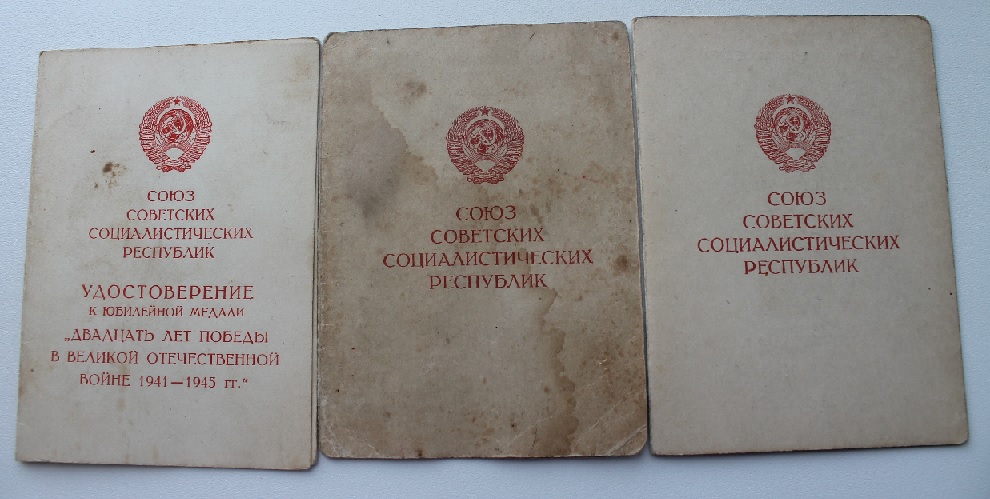 СОЮЗ
СОВЕТСКИХ
СОЦИАЛИСТИЧЕСКИХ
РЕСПУБЛИК
УДОСТОВЕРЕНИЕ
К ЮБИЛЕЙНОЙ МЕДАЛИ
„ДВАДЦАТЬ ЛЕТ ПОБЕДЫ
В ВЕЛИКОЙ ОТЕЧЕСТВЕННОЙ
ВОЙНЕ 1941—1945 гг.“
СОЮЗ
СОВЕТСКИХ
СОЦИАЛИСТИЧЕСКИХ
РЕСПУБЛИК
СОЮЗ
СОВЕТСКИХ
СОЦИАЛИСТИЧЕСКИХ
РЕСПУБЛИК